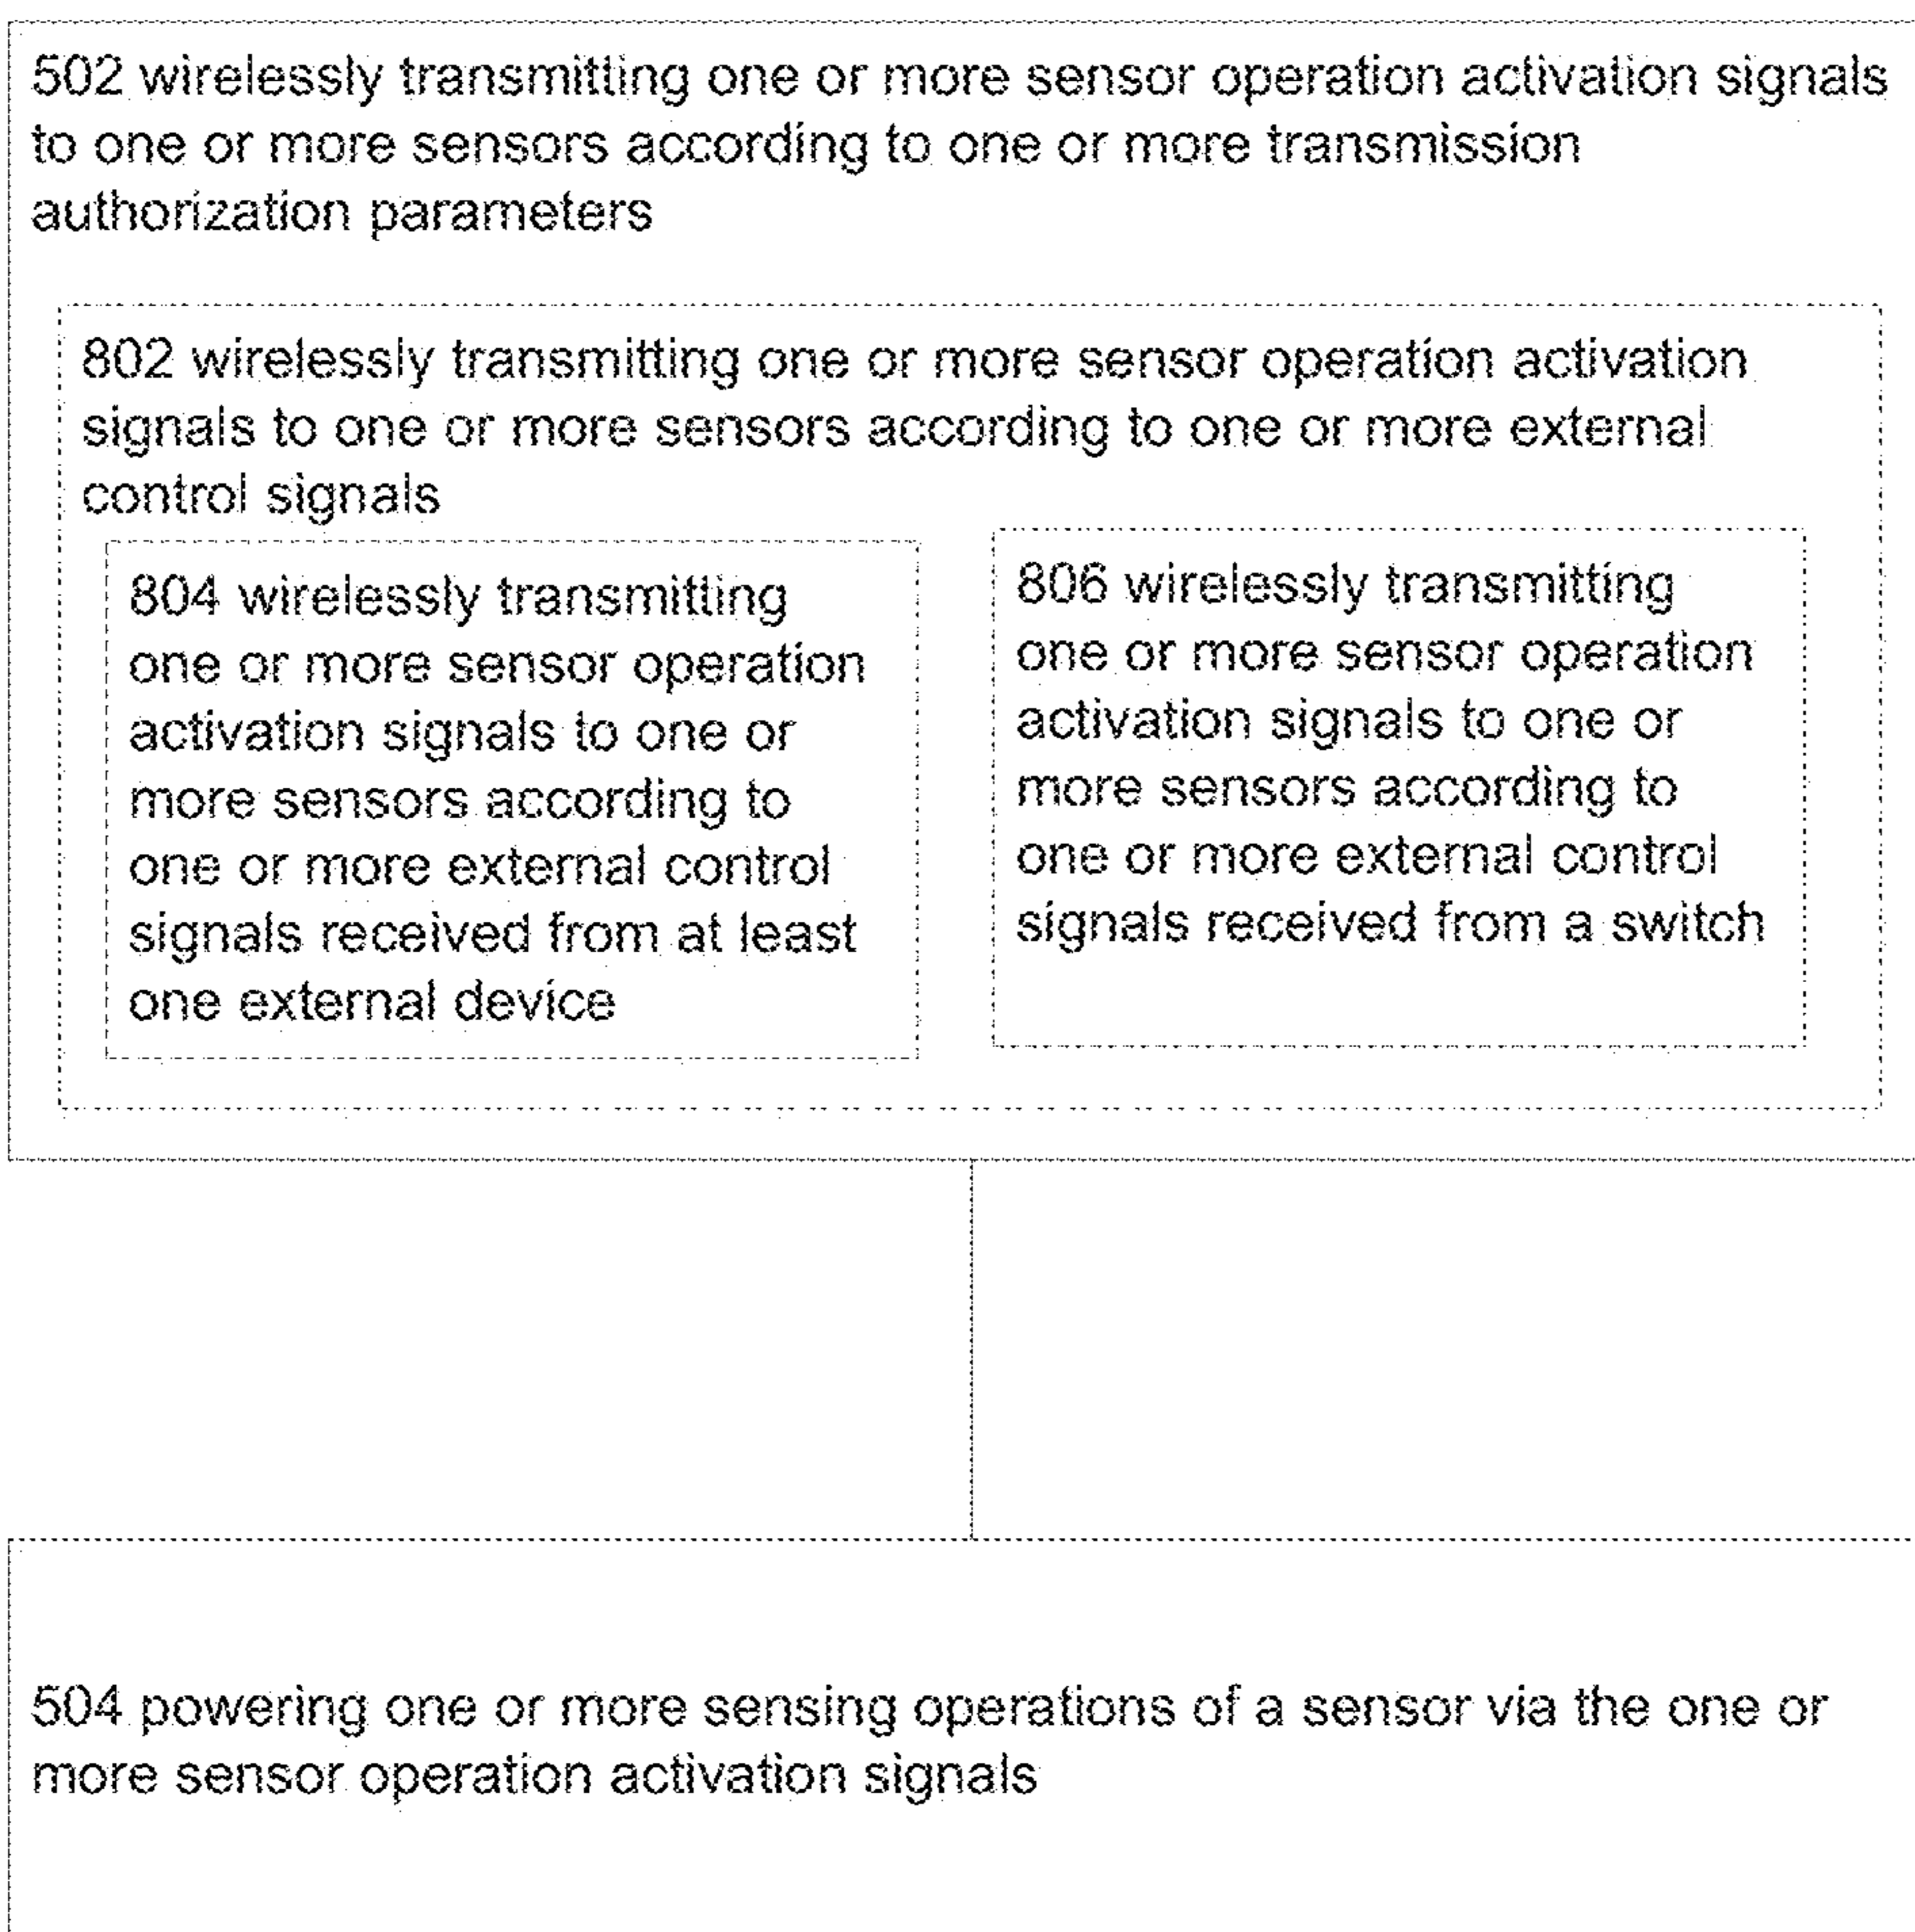 502 wirelessly transmitting one or more sensor operation activation signals
to one or more sensors according to one or more transmission
authorization parameters
802 wirelessly transmitting one or more sensor operation activation
signals to one or more sensors according to one or more external
control signals
804 wirelessly transmitting
one or more sensor operation
activation signals to one or
more sensors according to
one or more external control
signals received from at least
one external device
806 wirelessly transmitting
one or more sensor operation
activation signals to one or
more sensors according to
one or more external control
signals received from a switch
504 powering one or more sensing operations of a sensor via the one or
more sensor operation activation signals